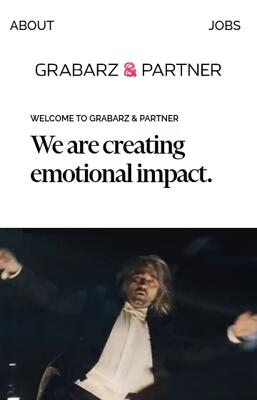 ABOUT JOBS
GRABARZ & PARTNER
WELCOME TO GRABARZ & PARTNER
We are creating
emotional impact.